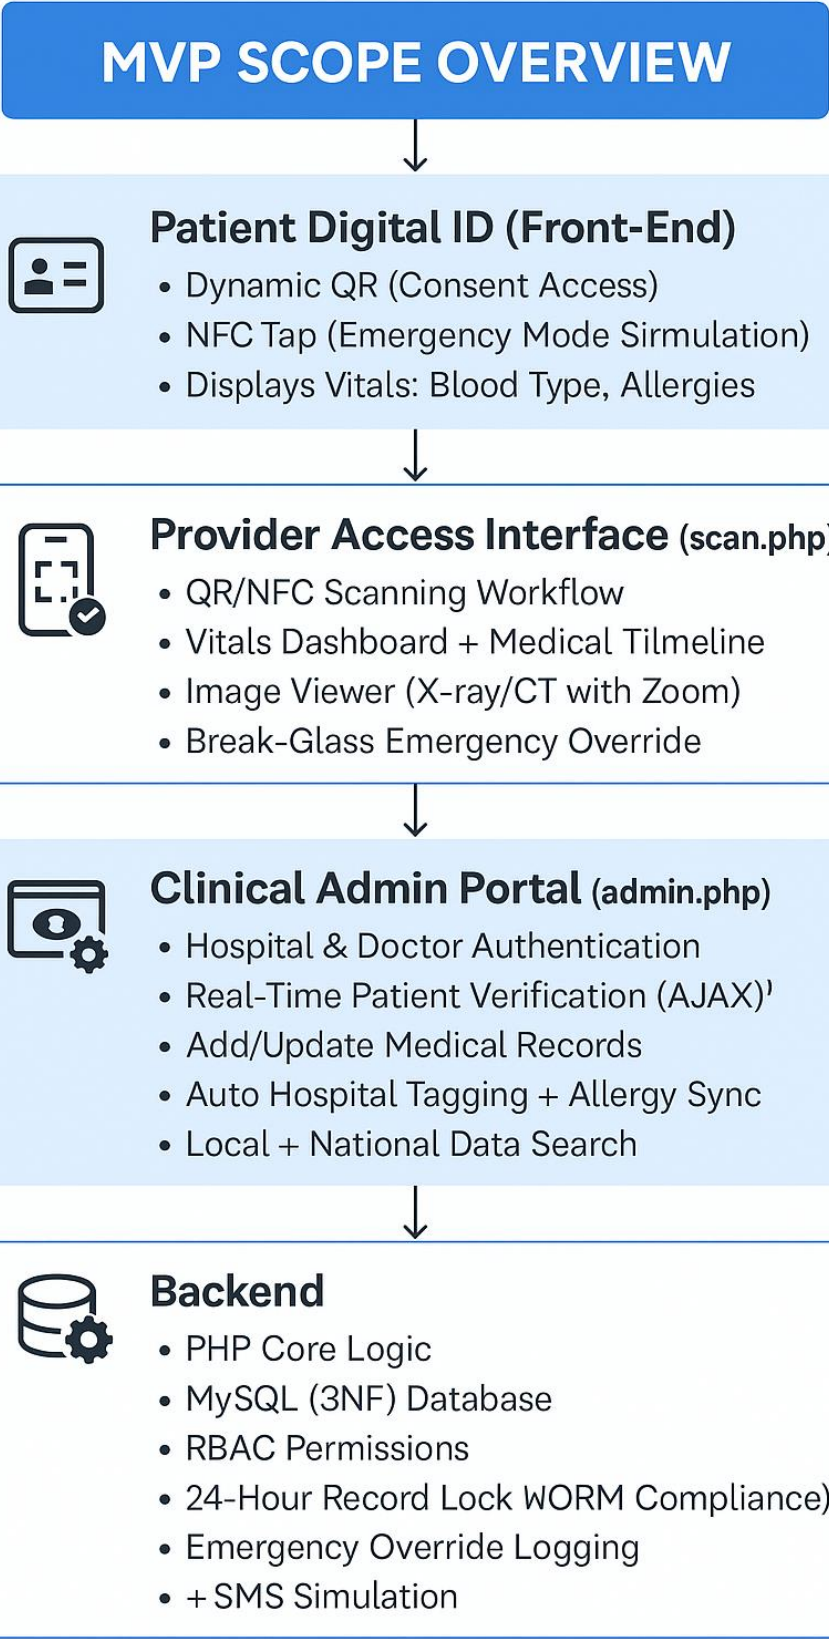 MVP SCOPE OVERVIEW
Patient Digital ID (Front-End)
• Dynamic QR (Consent Access)
• NFC Tap (Emergency Mode Sirmulation)
• Displays Vitals: Blood Type, Allergies
Provider Access Interface (scan.php)
• QR/NFC Scanning Workflow
• Vitals Dashboard + Medical Tilmeline
• Image Viewer (X-ray/CT with Zoom)
• Break-Glass Emergency Override
Clinical Admin Portal (admin.php)
• Hospital & Doctor Authentication
• Real-Time Patient Verification (AJAX)⁾
• Add/Update Medical Records
• Auto Hospital Tagging + Allergy Sync
• Local + National Data Search
Backend
• PHP Core Logic
• MySQL (3NF) Database
• RBAC Permissions
• 24-Hour Record Lock WORM Compliance)
• Emergency Override Logging
• + SMS Simulation